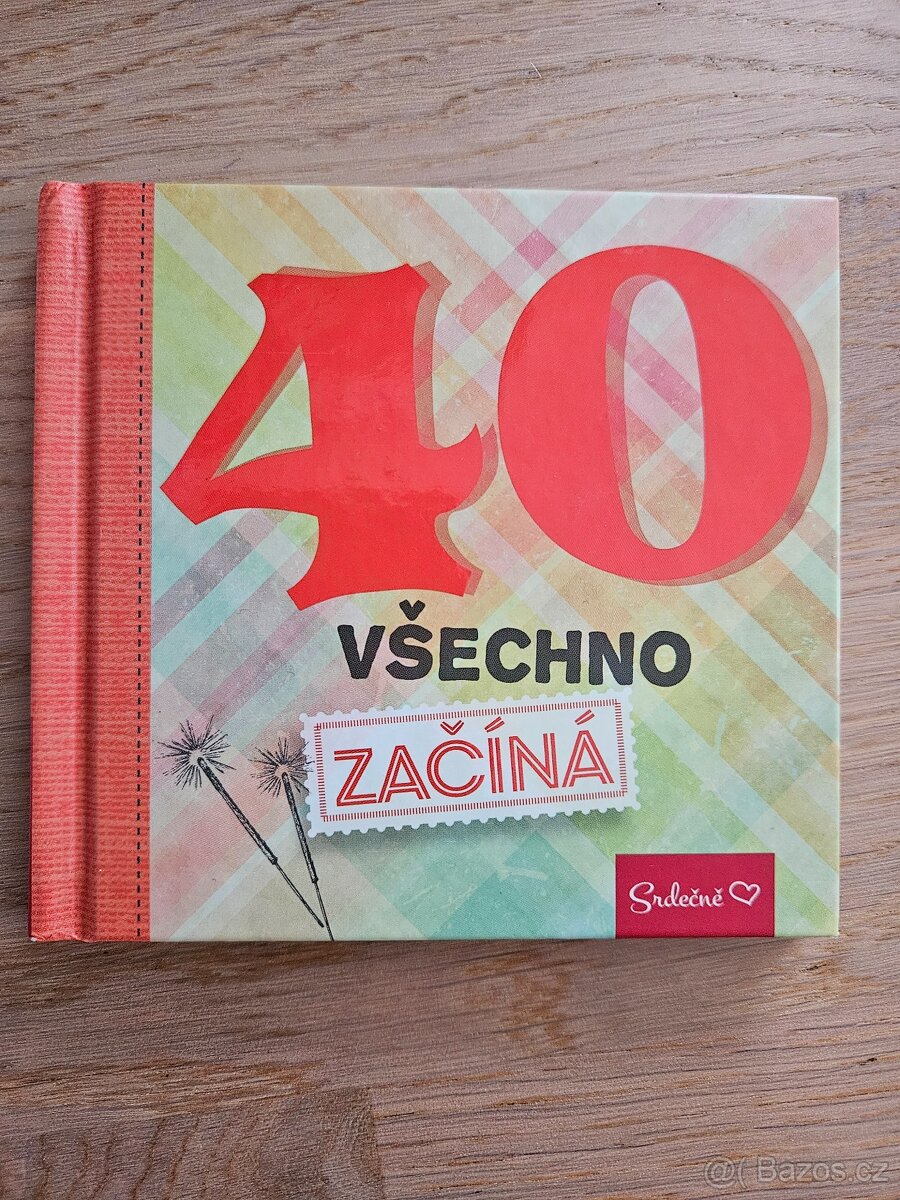 40
VŠECHNO
ZAČÍNÁ
Srdečně
@( Bazos.cz